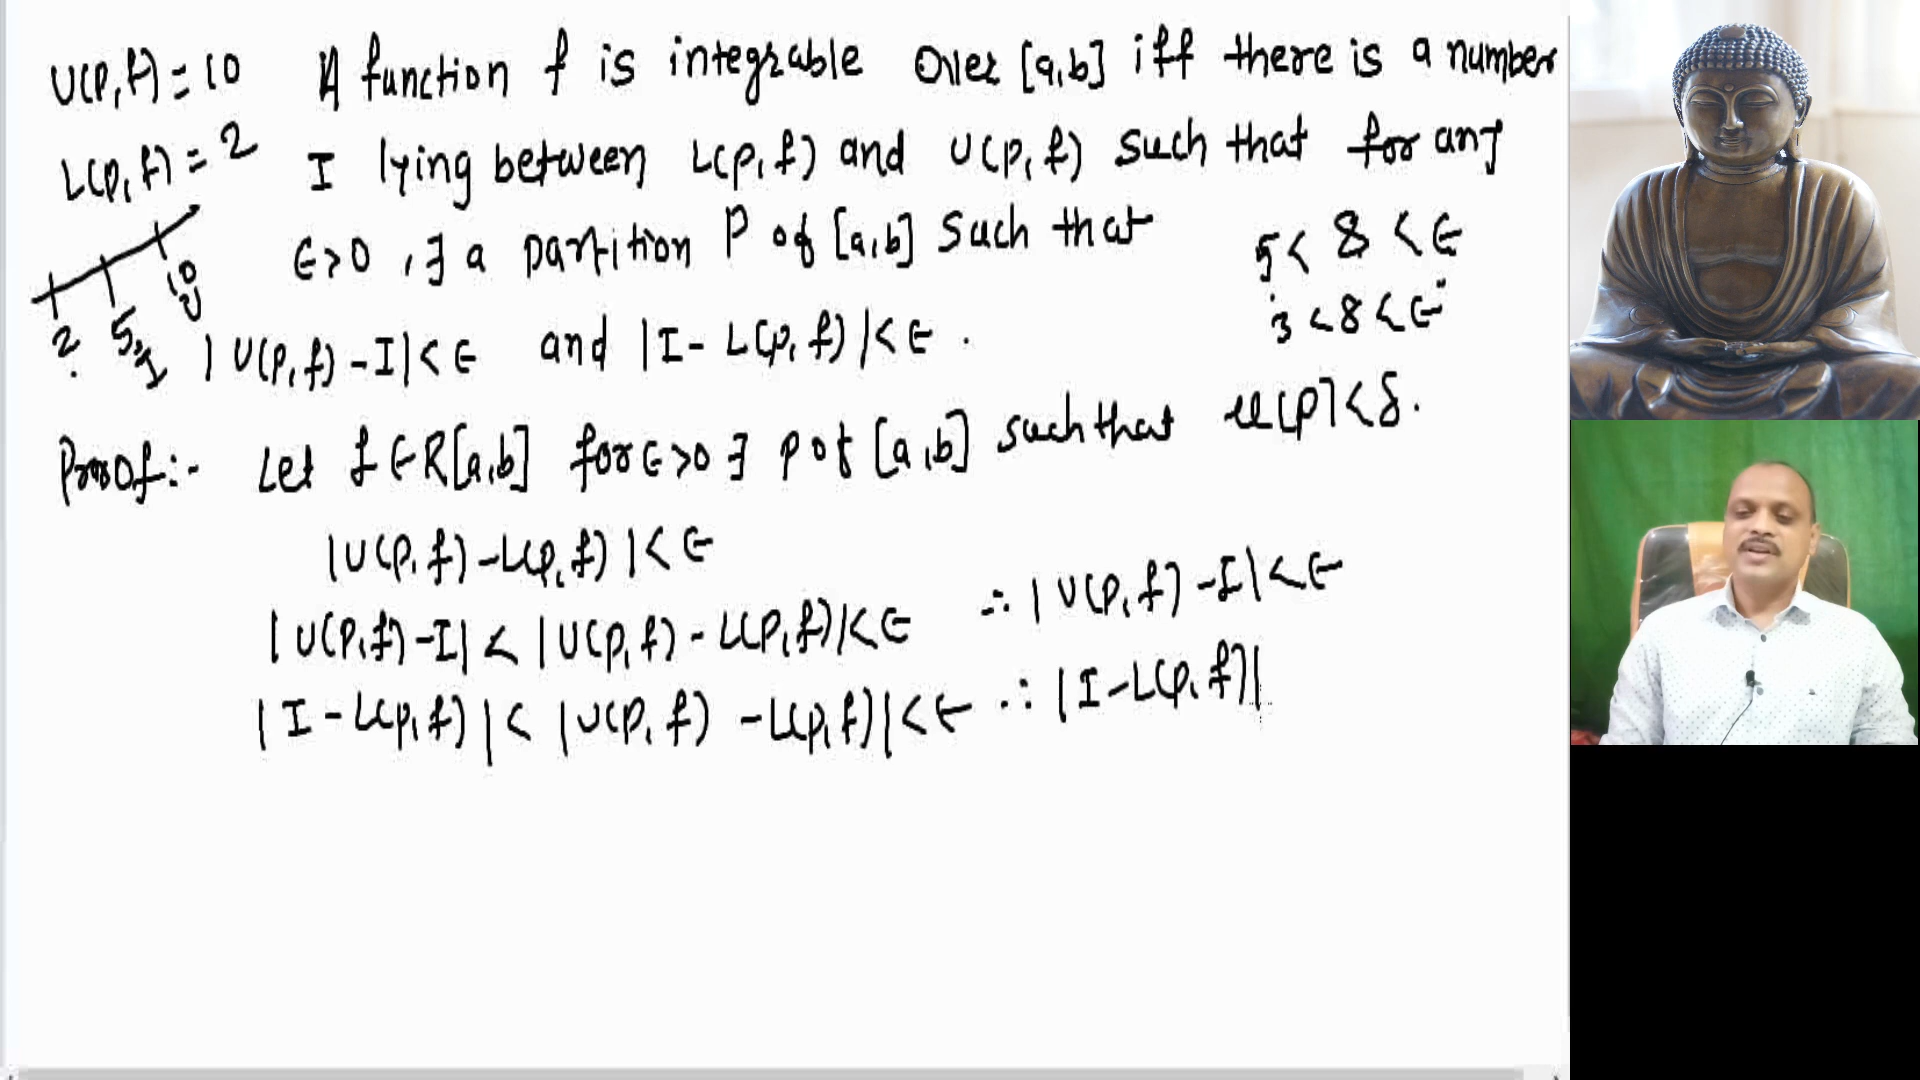 U(P,f) = 10 A function f is integrable over [a,b] iff there is a number
L(P,f) = 2 I lying between L(P,f) and U(P,f) such that for any
ϵ>0 , ∃ a partition P of [a,b] such that
5 < 8 < ϵ
2 5,I 10 U
3 < 8 < ϵ
|U(P,f) - I| < ϵ and |I - L(P,f)| < ϵ .
Proof:- Let f ∈ R[a,b] for ϵ>0 ∃ P of [a,b] such that μ(P) < δ.
|U(P,f) - L(P,f)| < ϵ
|U(P,f) - I| < |U(P,f) - L(P,f)| < ϵ ∴ |U(P,f) - I| < ϵ
|I - L(P,f)| < |U(P,f) - L(P,f)| < ϵ ∴ |I - L(P,f)|